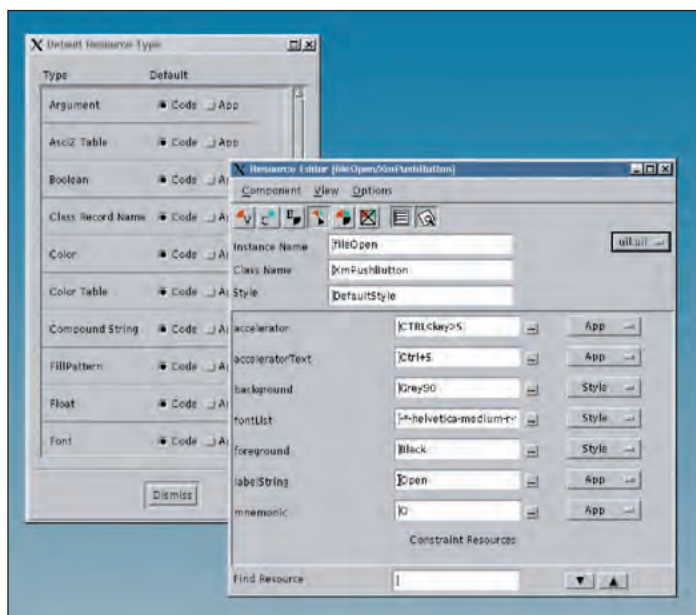 Default Resource Type
Type Default
Argument Code App
AsciZ Table Code App
Boolean Code A
Class Record Name Code A
Color Code A
Color Table Code A
Compound String Code A
FillPattern Code A
Float Code A
Font Code A
Dismiss
Resource Editor (fileOpen/XmPushButton)
Component View Options
Instance Name fileOpen
Class Name XmPushButton
Style DefaultStyle
accelerator CTRL<key>S App
acceleratorText Ctrl+S App
background Grey90 Style
fontList -*-helvetica-medium-r- Style
foreground Black Style
labelString Open App
mnemonic O App
Constraint Resources
Find Resource